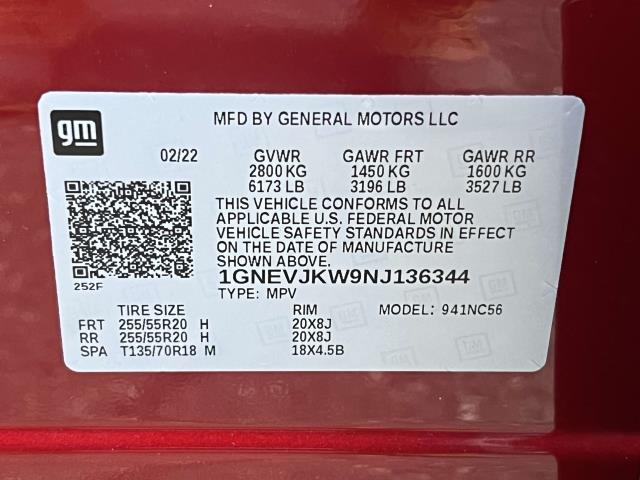 gm
MFD BY GENERAL MOTORS LLC
02/22 GVWR GAWR FRT GAWR RR
2800 KG 1450 KG 1600 KG
6173 LB 3196 LB 3527 LB
THIS VEHICLE CONFORMS TO ALL
APPLICABLE U.S. FEDERAL MOTOR
VEHICLE SAFETY STANDARDS IN EFFECT
ON THE DATE OF MANUFACTURE
SHOWN ABOVE.
252F
1GNEVJKW9NJ136344
TYPE: MPV
TIRE SIZE RIM MODEL: 941NC56
FRT 255/55R20 H 20X8J
RR 255/55R20 H 20X8J
SPA T135/70R18 M 18X4.5B